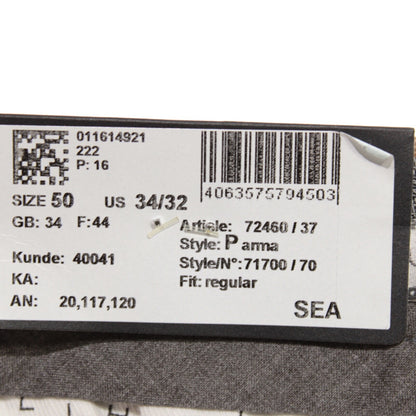 011614921
222
P: 16
4063575794503
SIZE 50 US 34/32
GB: 34 F:44
Article: 72460 / 37
Style: Parma
Style/N°: 71700 / 70
Kunde: 40041
Fit: regular
KA:
AN: 20,117,120
SEA